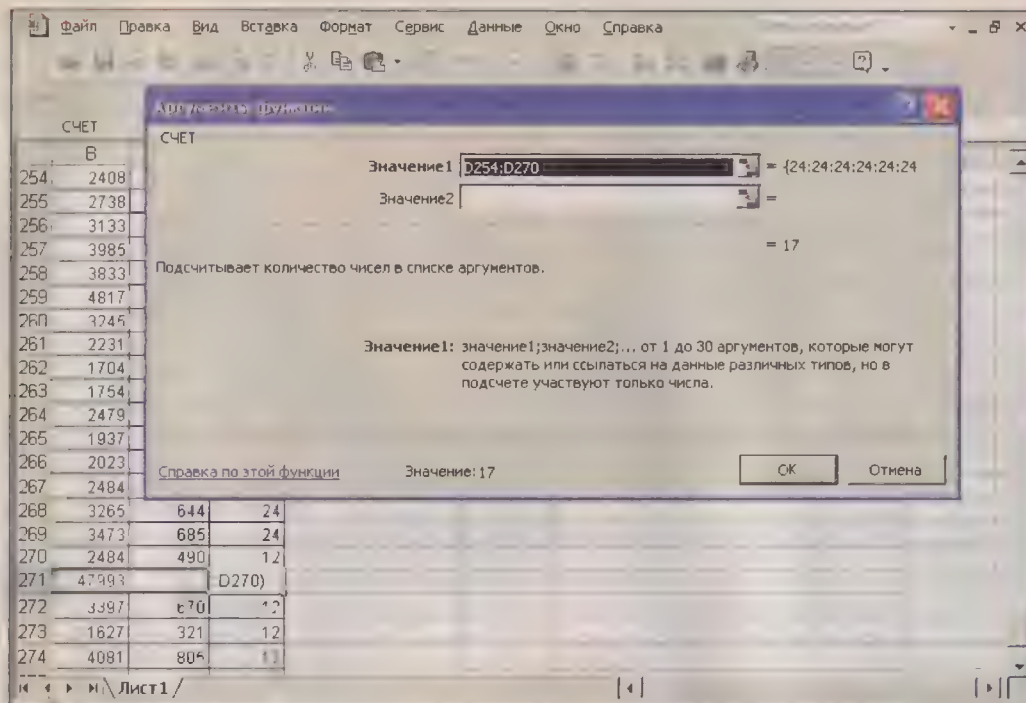 Файл Правка Вид Вставка Формат Сервис Данные Окно Справка
Аргументы функции
СЧЕТ
СЧЕТ
Значение1 D254:D270 = {24:24:24:24:24:24
Значение2 =
= 17
Подсчитывает количество чисел в списке аргументов.
Значение1: значение1;значение2;... от 1 до 30 аргументов, которые могут
содержать или ссылаться на данные различных типов, но в
подсчете участвуют только числа.
Справка по этой функции Значение:17 OK Отмена
B
254 2408
255 2738
256 3133
257 3985
258 3833
259 4817
260 3245
261 2231
262 1704
263 1754
264 2479
265 1937
266 2023
267 2484
268 3265 644 24
269 3473 685 24
270 2484 490 12
271 47993 D270)
272 3397 670 12
273 1627 321 12
274 4081 805
Лист1